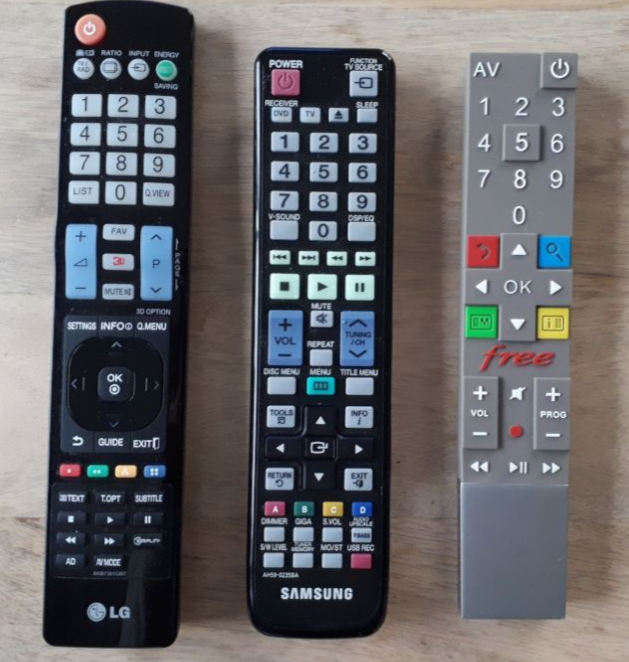 RATIO INPUT ENERGY
SAVING
1 2 3
4 5 6
7 8 9
LIST 0 Q.VIEW
+ FAV
3D P PAGE
- MUTE
3D OPTION
SETTINGS INFO Q.MENU
OK
GUIDE EXIT
TEXT T.OPT SUBTITLE
AD AV MODE
LG
POWER FUNCTION
TV SOURCE
RECEIVER SLEEP
DVD TV
1 2 3
4 5 6
7 8 9
V-SOUND 0 DSP/EQ
MUTE
+ VOL - TUNING
/CH
REPEAT
DISC MENU MENU TITLE MENU
TOOLS INFO
i
RETURN EXIT
A B C D
DIMMER GIGA S.VOL AUDIO
UPSCALE
P.BASS
S/W LEVEL TUNER
MEMORY MO/ST USB REC
AH59-02358A
SAMSUNG
AV
1 2 3
4 5 6
7 8 9
0
OK
free
+ +
VOL PROG
- -